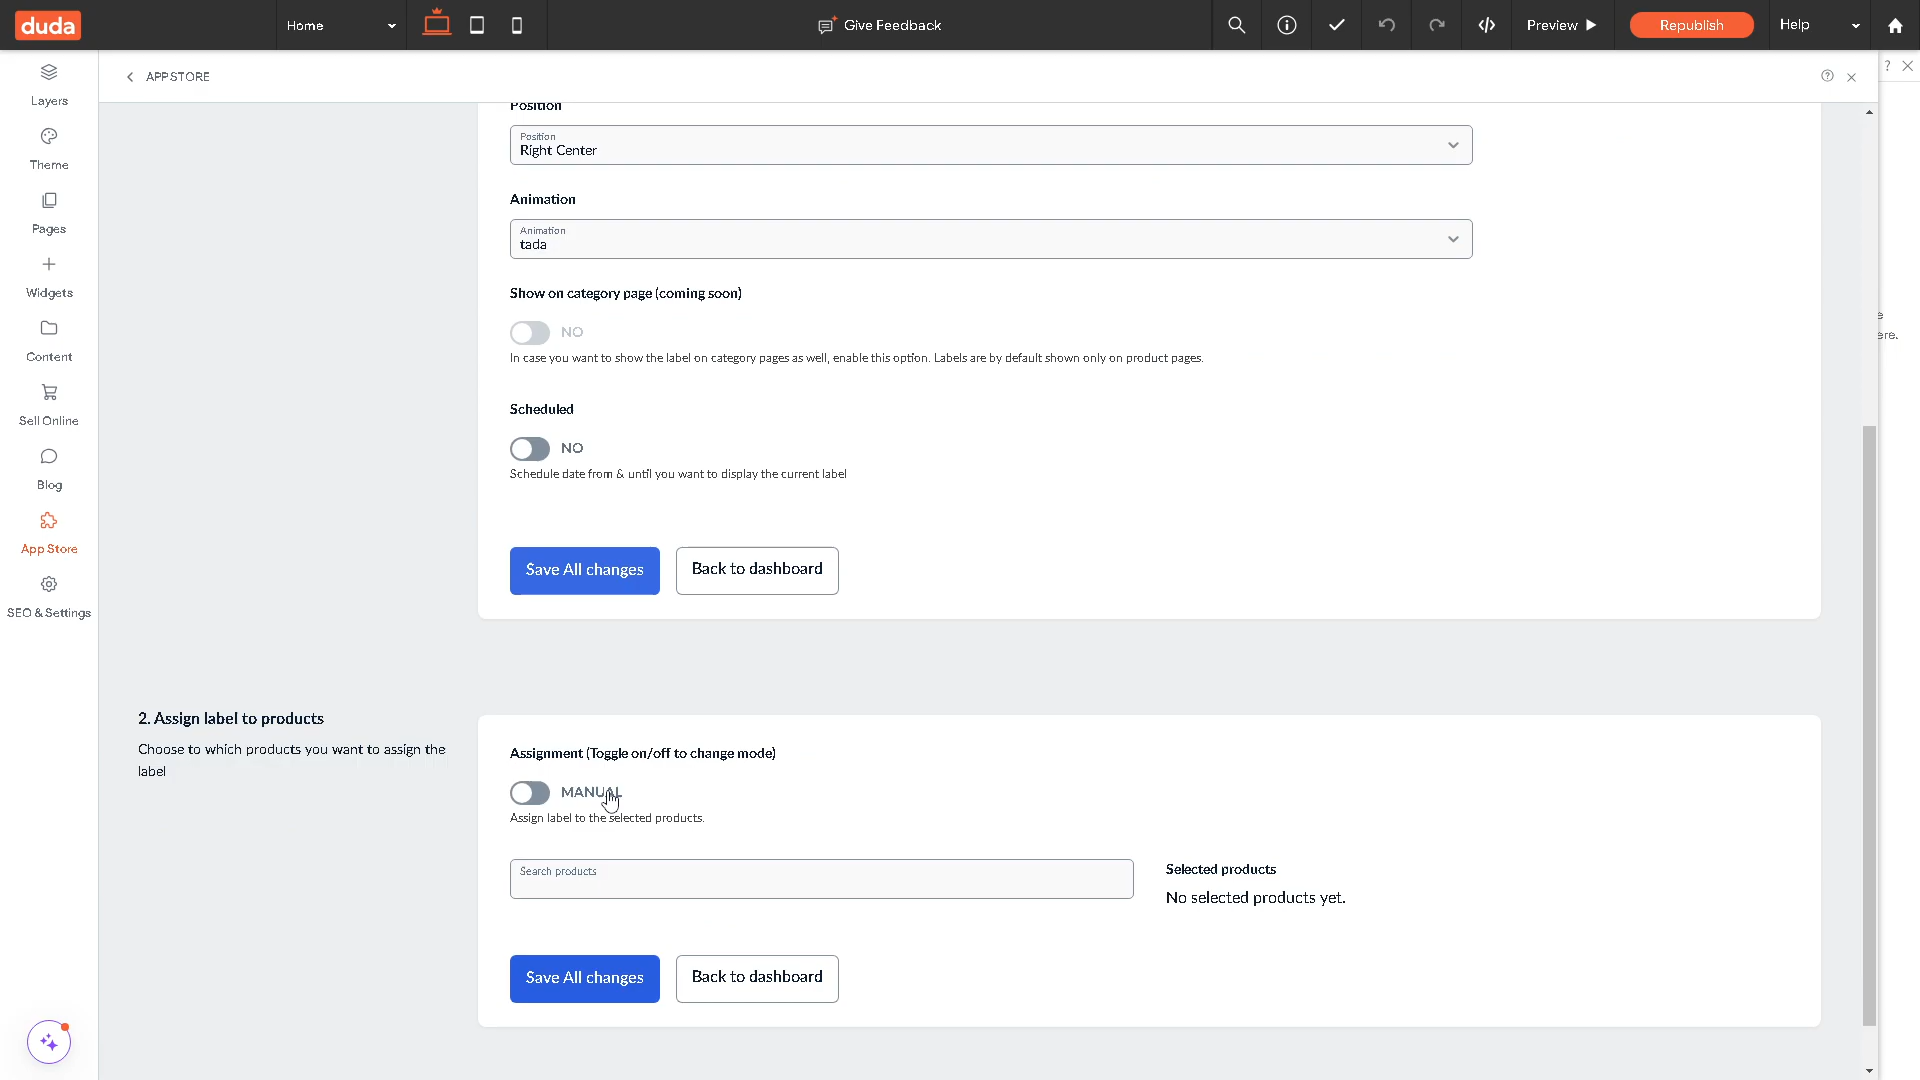 duda
Home
Give Feedback
Preview
Republish
Help
Layers
Theme
Pages
Widgets
Content
Sell Online
Blog
App Store
SEO & Settings
APP STORE
?
Position
Position
Right Center
Animation
Animation
tada
Show on category page (coming soon)
NO
In case you want to show the label on category pages as well, enable this option. Labels are by default shown only on product pages.
Scheduled
NO
Schedule date from & until you want to display the current label
Save All changes
Back to dashboard
2. Assign label to products
Choose to which products you want to assign the
label
Assignment (Toggle on/off to change mode)
MANUAL
Assign label to the selected products.
Search products
Selected products
No selected products yet.
Save All changes
Back to dashboard
e
ere.